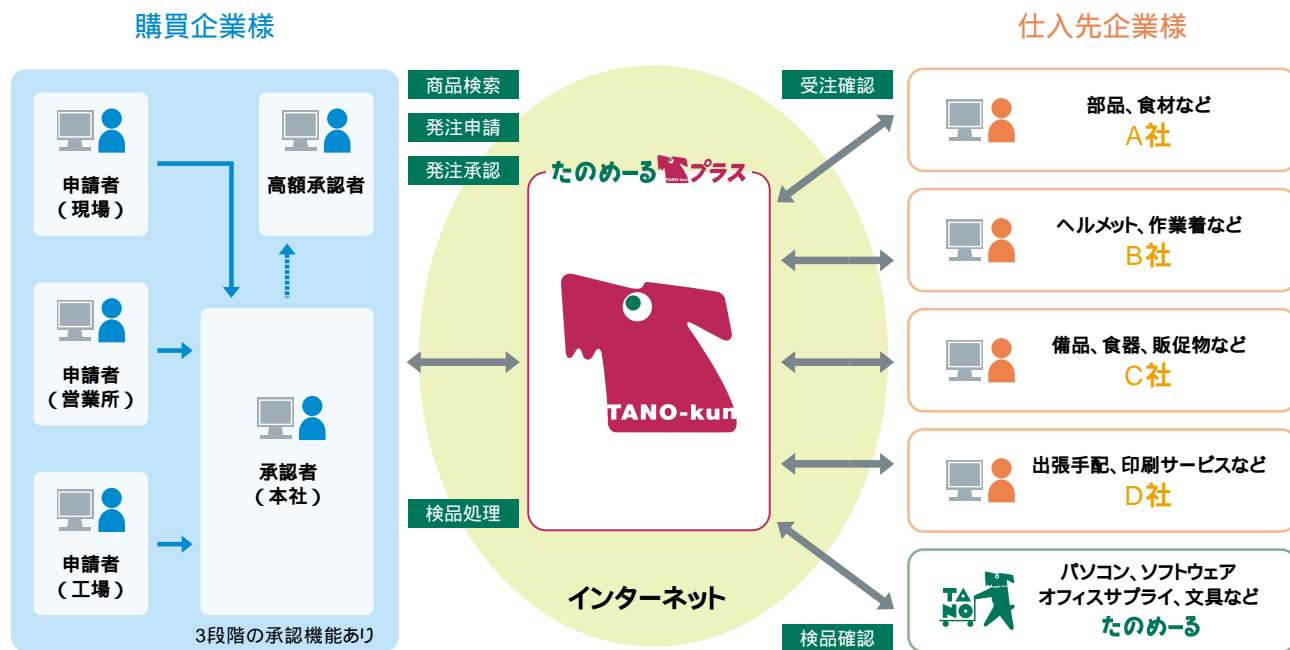 購買企業様
申請者
（現場）
高額承認者
申請者
（営業所）
承認者
（本社）
申請者
（工場）
3段階の承認機能あり
商品検索
発注申請
発注承認
検品処理
たのめーる TANO-kun プラス
TANO-kun
インターネット
受注確認
検品確認
仕入先企業様
部品、食材など
A社
ヘルメット、作業着など
B社
備品、食器、販促物など
C社
出張手配、印刷サービスなど
D社
TANO
パソコン、ソフトウェア
オフィスサプライ、文具など
たのめーる